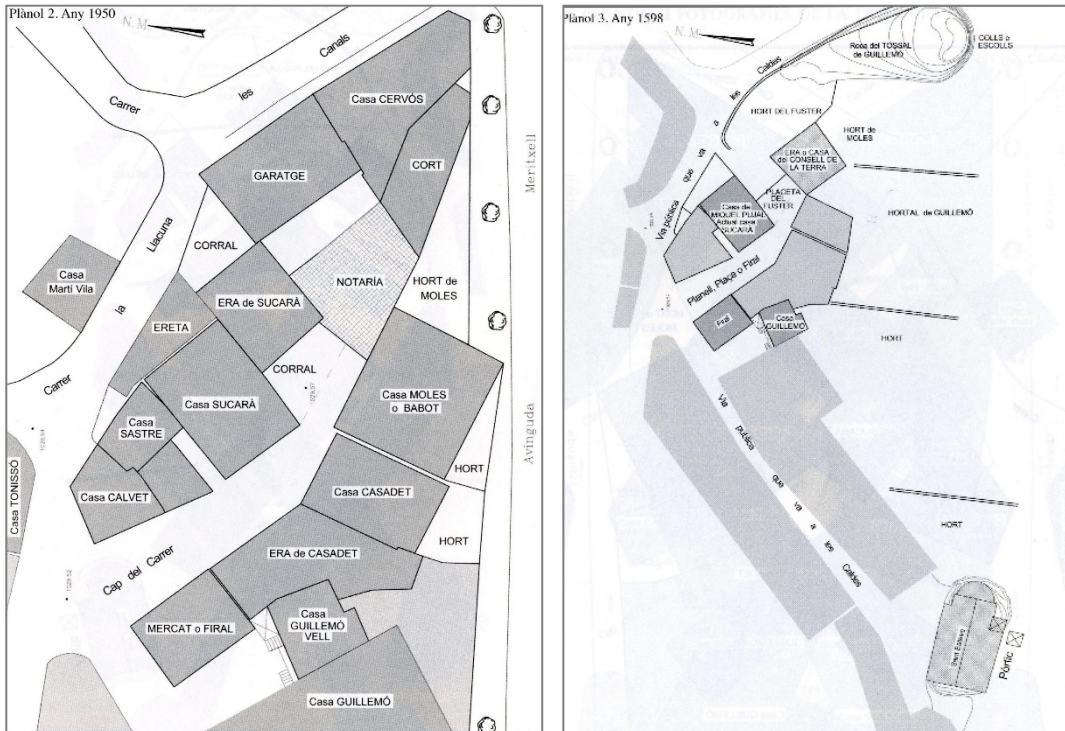 Plànol 2. Any 1950
N. M
Carrer
les Canals
Casa CERVÓS
CORT
GARATGE
Meritxell
Llacuna
CORRAL
Casa
Martí Vila
NOTARÍA
HORT de
MOLES
ERA de SUCARÀ
la
ERETA
CORRAL
Carrer
Casa SUCARÀ
Casa MOLES
o BABOT
Avinguda
Casa
SASTRE
HORT
Casa CALVET
Casa CASADET
Casa TONISSÓ
HORT
ERA de CASADET
Cap del Carrer
MERCAT o FIRAL
Casa
GUILLEMÓ
VELL
Casa GUILLEMÓ
Plànol 3. Any 1598
N. M
COLLS o
ESCOLLS
Roca del TOSSAL
de GUILLEMÓ
Via pública que va a les Caldes
HORT DEL FUSTER
HORT de
MOLES
ERA o CASA
del CONSELL DE
LA TERRA
PLACETA
DEL
FUSTER
Casa de
MIQUEL PUJAL
Actual casa
SUCARÀ
HORTAL de GUILLEMÓ
Planell, Plaça o Firal
Firal
Casa
GUILLEMÓ
HORT
Via pública que va a les Caldes
HORT
Sant Esteve
Pòrtic